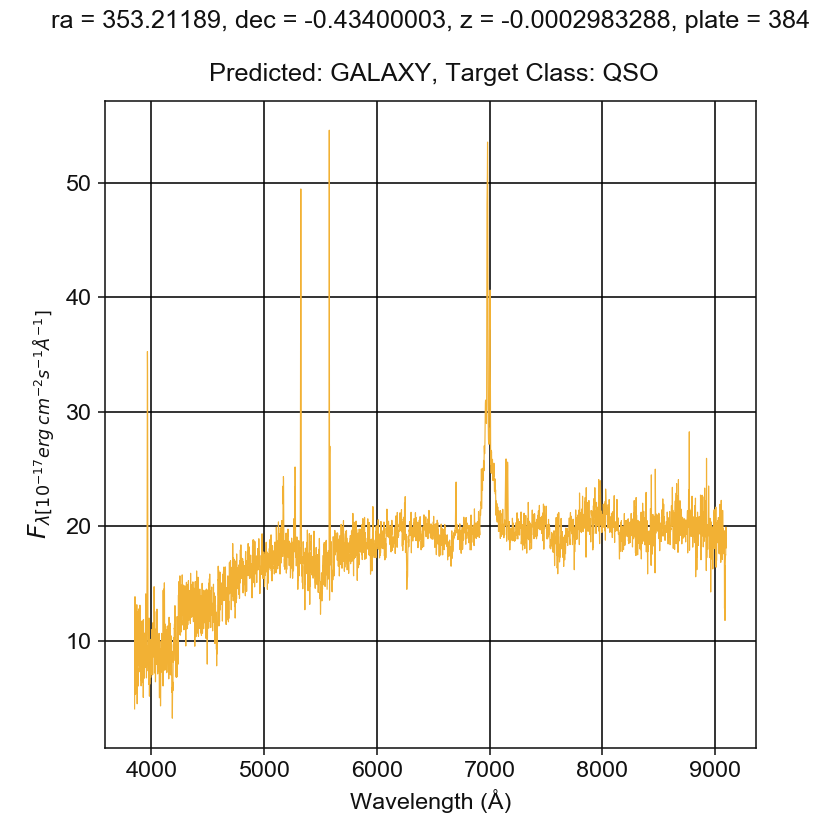 ra = 353.21189, dec = -0.43400003, z = -0.0002983288, plate = 384
Predicted: GALAXY, Target Class: QSO
50
40
30
20
10
F_λ[10⁻¹⁷erg cm⁻²s⁻¹Å⁻¹]
4000 5000 6000 7000 8000 9000
Wavelength (Å)